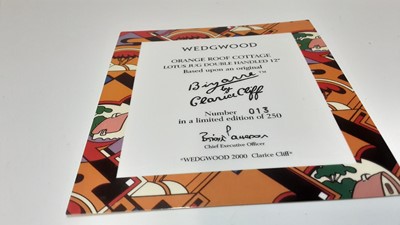 WEDGWOOD
ORANGE ROOF COTTAGE
LOTUS JUG DOUBLE HANDLED 12"
Based upon an original
Bizarre ™
by
Clarice Cliff
Number 013
in a limited edition of 250
Chief Executive Officer
©WEDGWOOD 2000 Clarice Cliff®